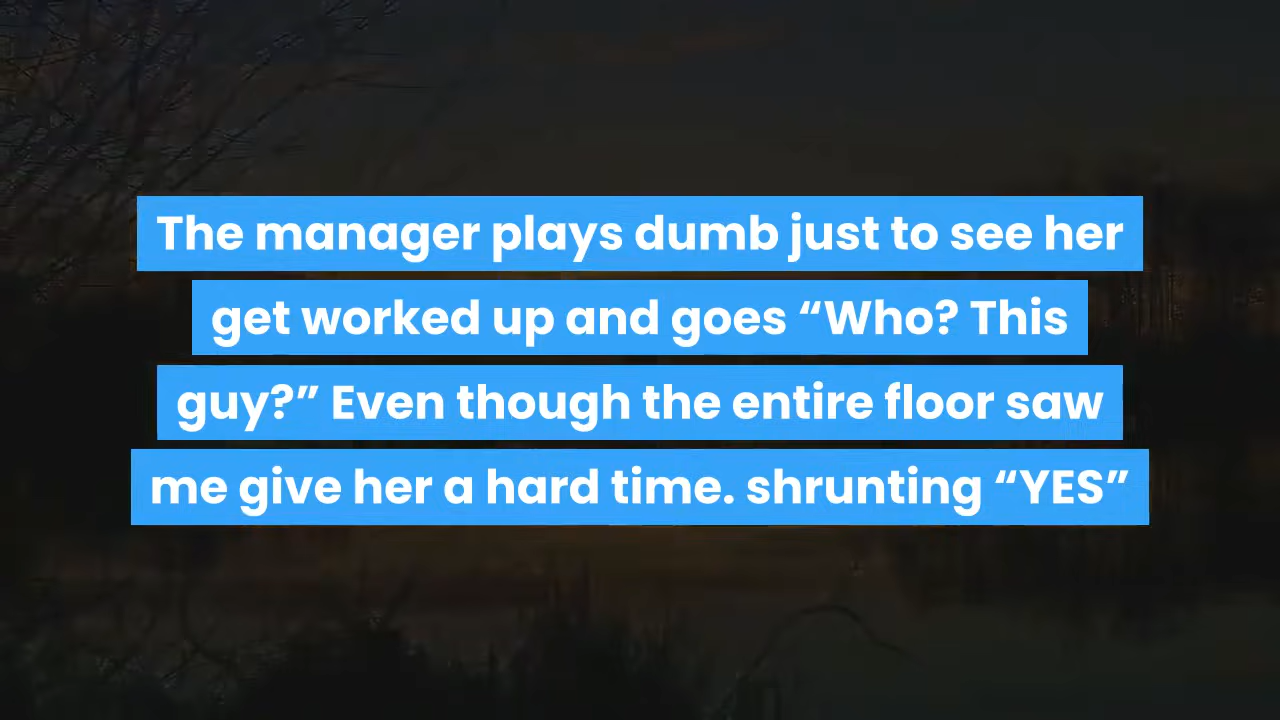 The manager plays dumb just to see her
get worked up and goes “Who? This
guy?” Even though the entire floor saw
me give her a hard time. shrunting “YES”